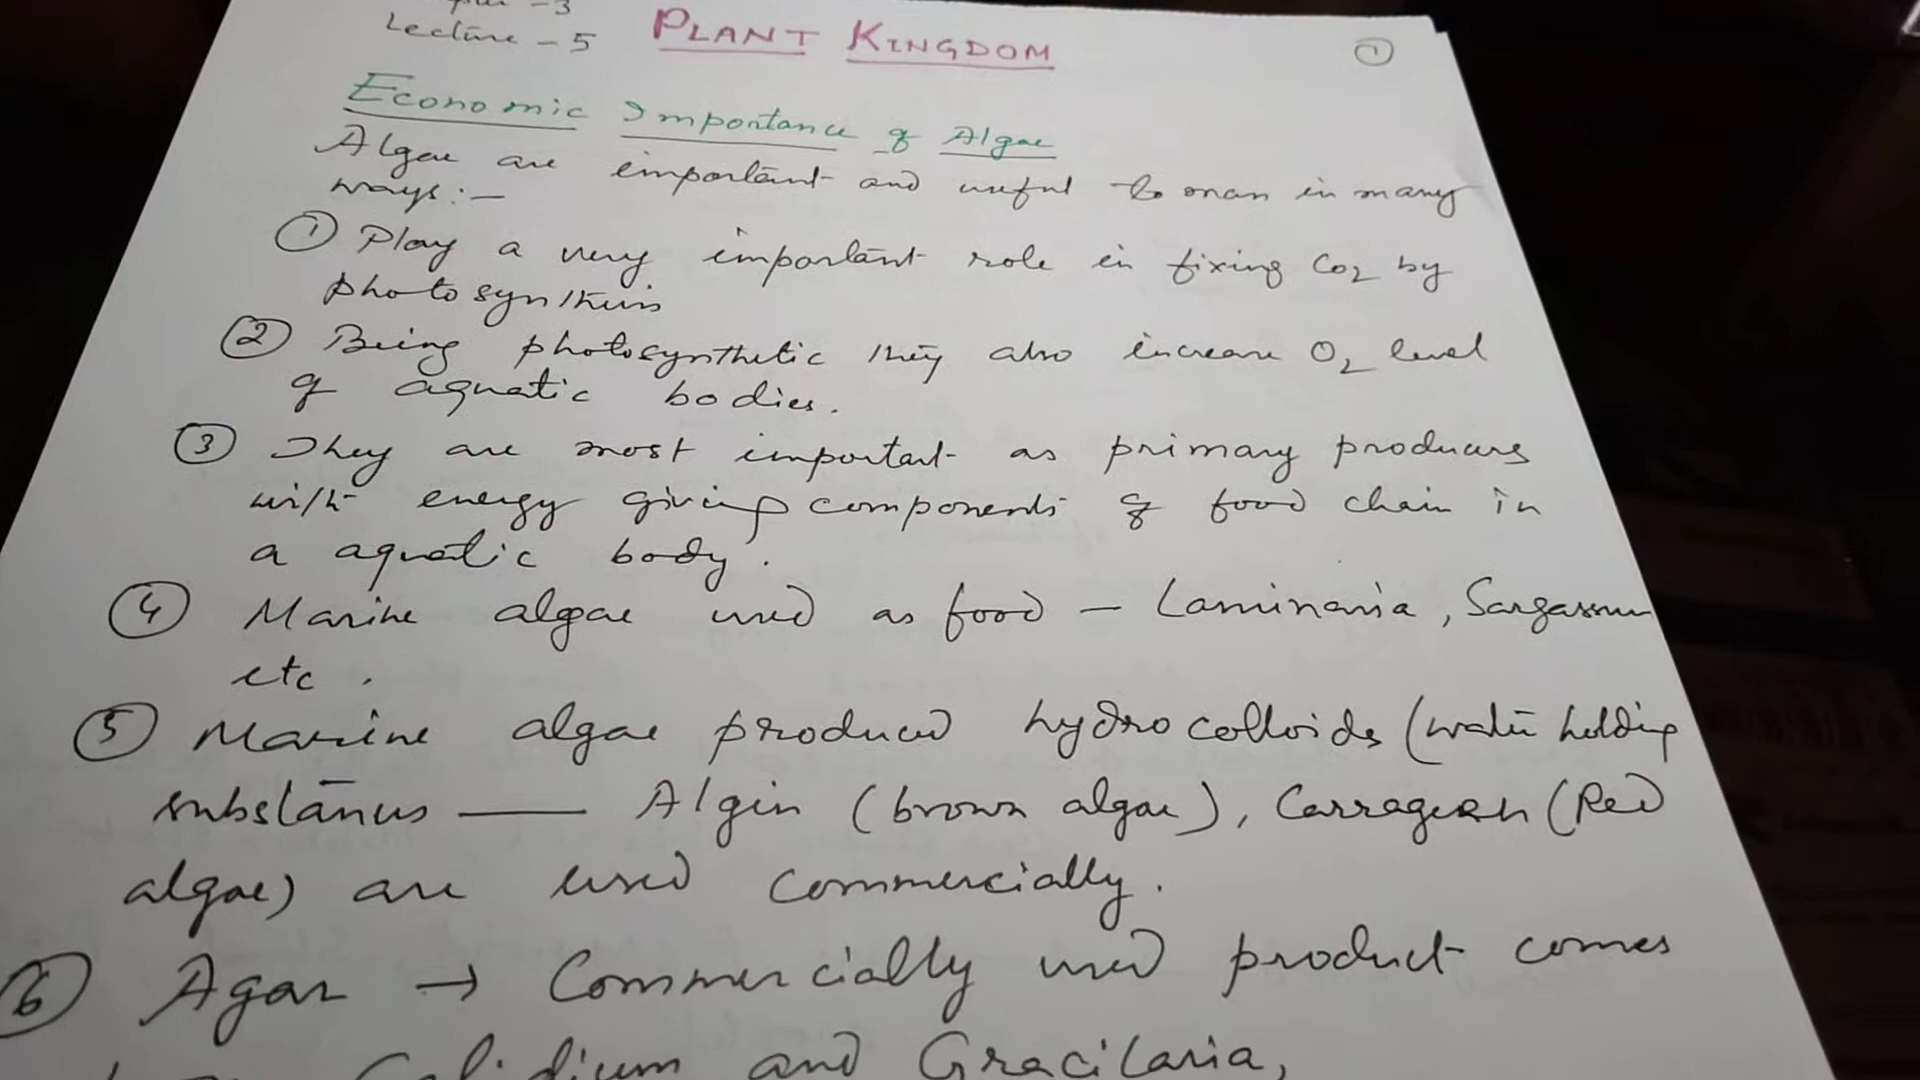 -3
Lecture - 5 PLANT KINGDOM
①
Economic Importance of Algae
Algae are important and useful to man in many
ways:-
① Play a very important role in fixing CO2 by
photosynthesis
② Being photosynthetic they also increase O2 level
of aquatic bodies.
③ They are most important as primary producers
with energy giving components of food chain in
a aquatic body.
④ Marine algae used as food - Laminaria, Sargassum
etc.
⑤ Marine algae produced hydrocolloids (water holding
substances — Algin (brown algae), Carrageen (Red
algae) are used commercially.
⑥ Agar → Commercially used product comes
Gelidium and Gracilaria,